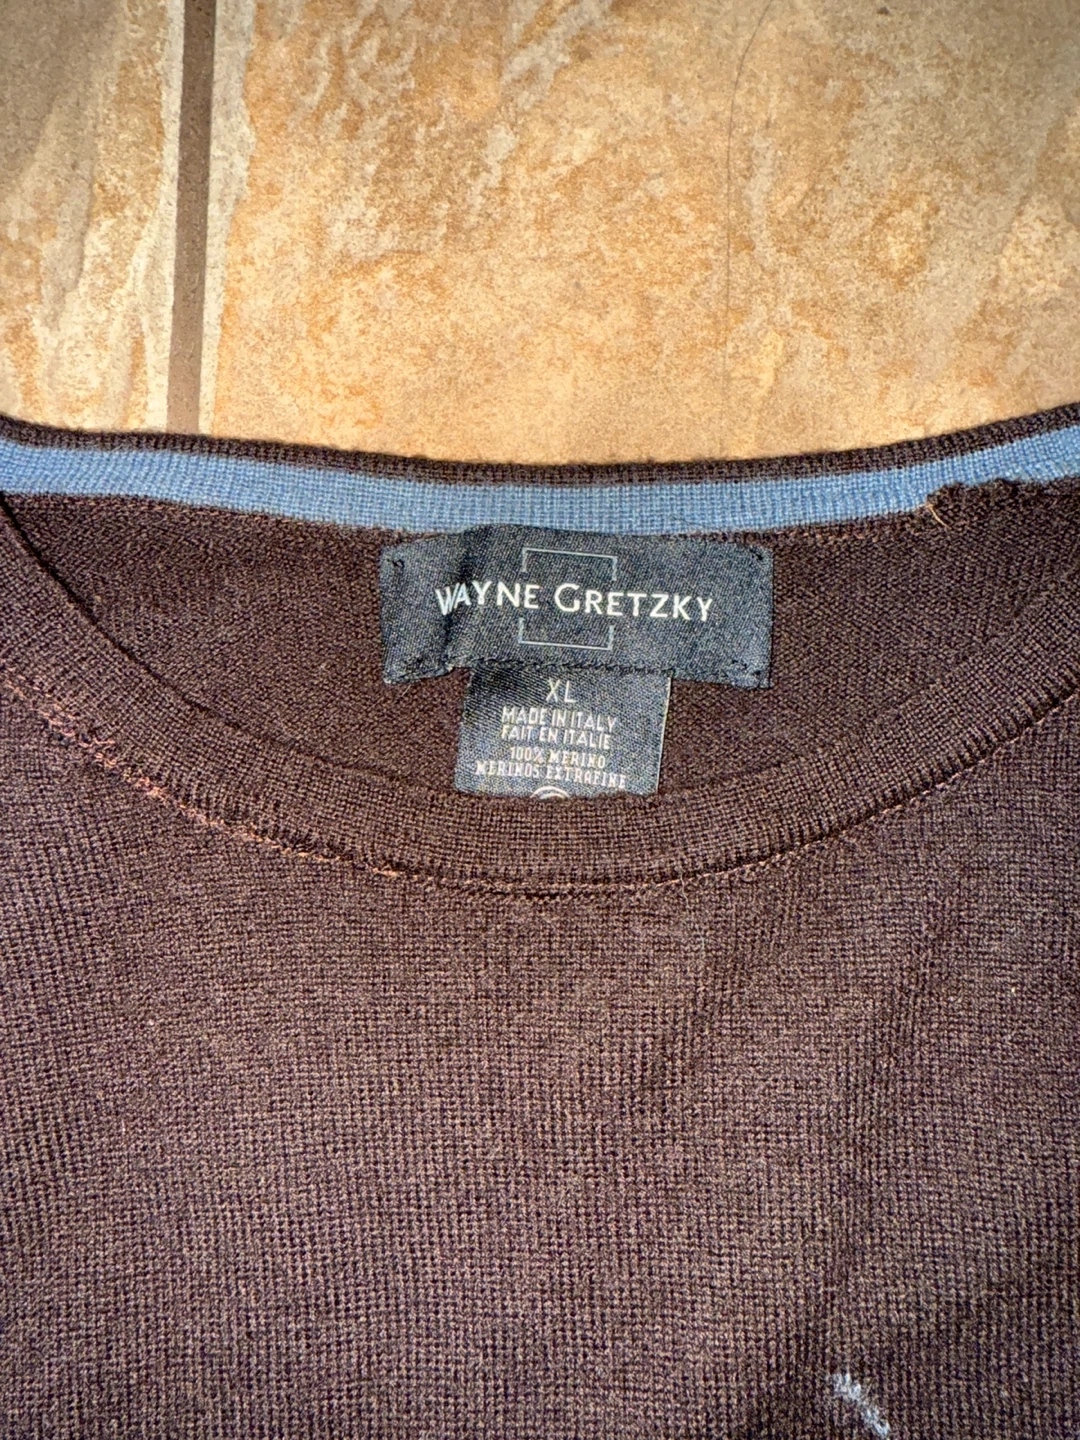 WAYNE GRETZKY
XL
MADE IN ITALY
FAIT EN ITALIE
100% MERINO
MERINOS EXTRAFINE